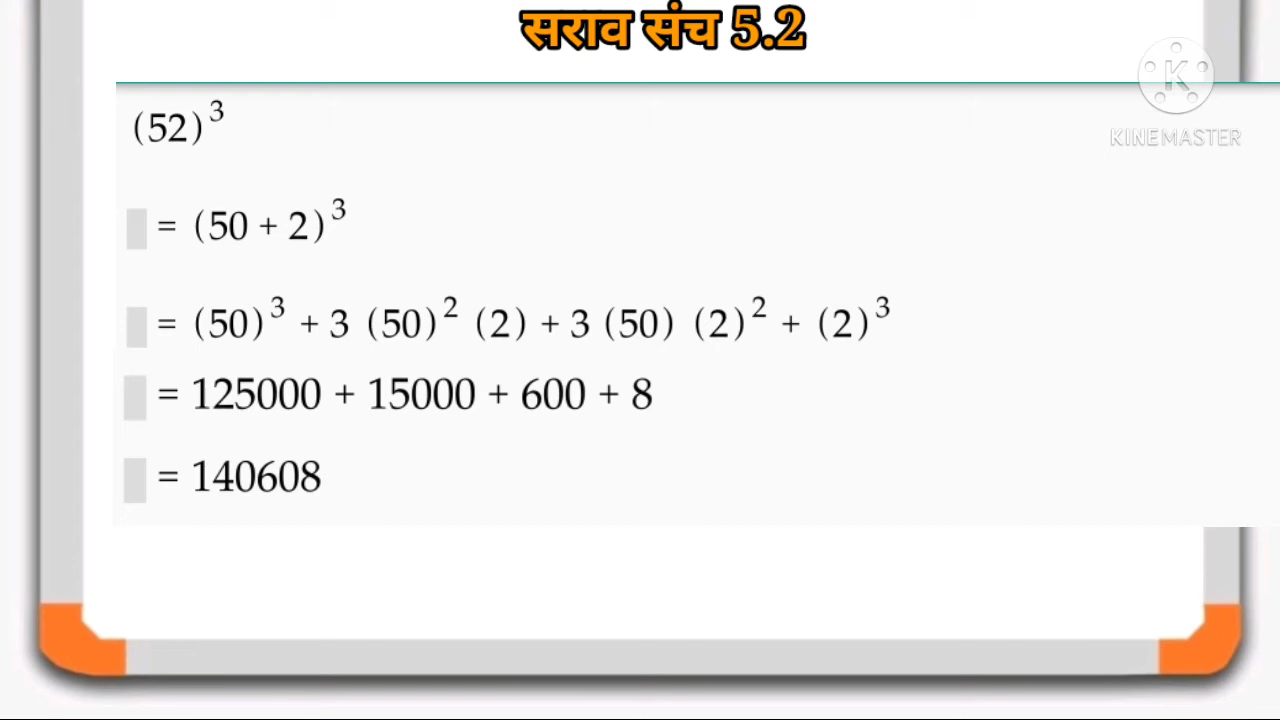 सराव संच 5.2
K
KINEMASTER
(52)³
= (50 + 2)³
= (50)³ + 3 (50)² (2) + 3 (50) (2)² + (2)³
= 125000 + 15000 + 600 + 8
= 140608